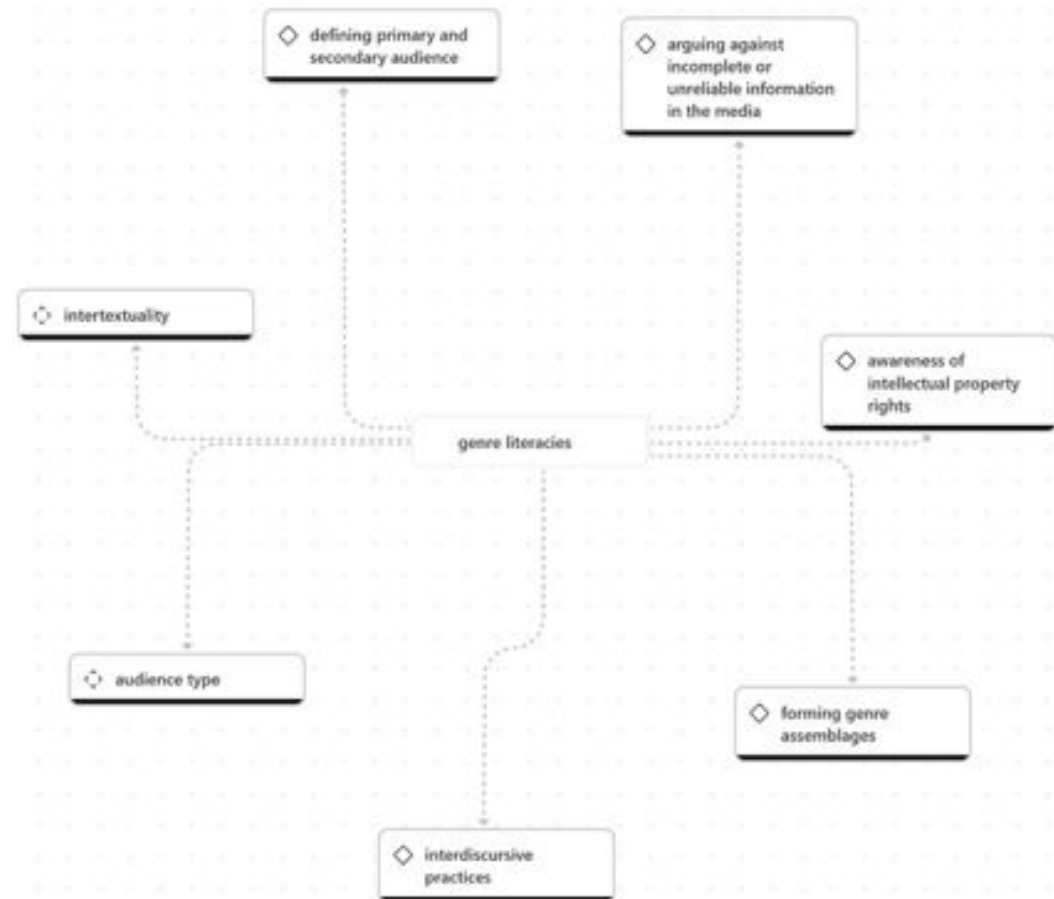 defining primary and
secondary audience
arguing against
incomplete or
unreliable information
in the media
intertextuality
awareness of
intellectual property
rights
genre literacies
audience type
forming genre
assemblages
interdiscursive
practices